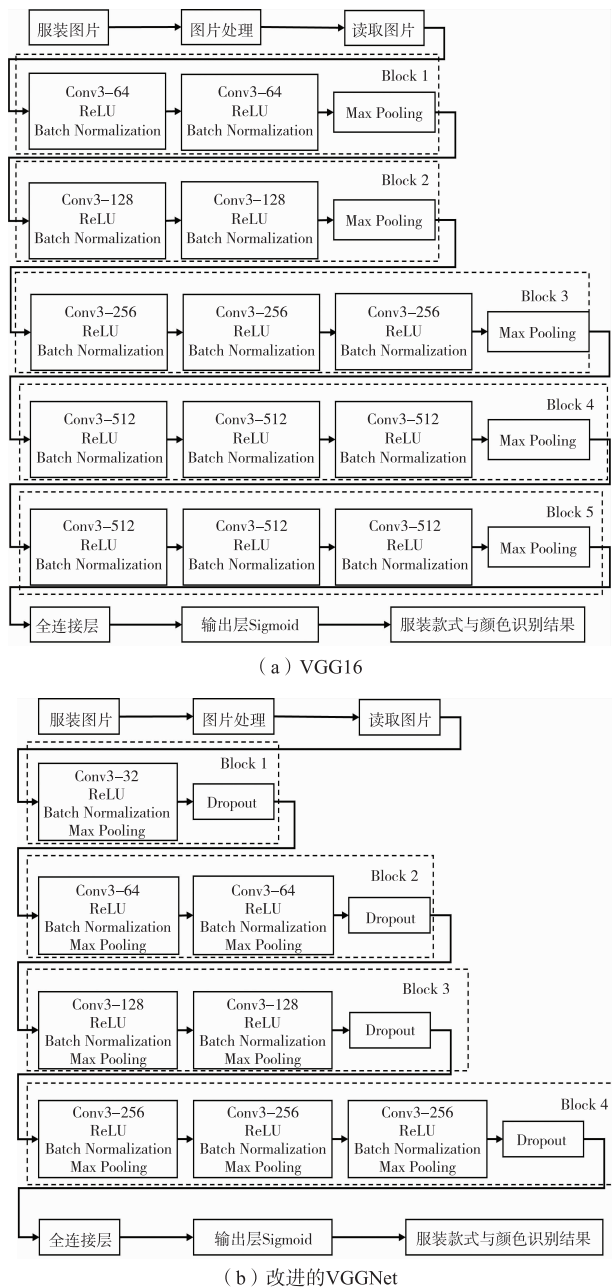 服装图片
图片处理
读取图片
Block 1
Conv3–64
ReLU
Batch Normalization
Conv3–64
ReLU
Batch Normalization
Max Pooling
Block 2
Conv3–128
ReLU
Batch Normalization
Conv3–128
ReLU
Batch Normalization
Max Pooling
Block 3
Conv3–256
ReLU
Batch Normalization
Conv3–256
ReLU
Batch Normalization
Conv3–256
ReLU
Batch Normalization
Max Pooling
Block 4
Conv3–512
ReLU
Batch Normalization
Conv3–512
ReLU
Batch Normalization
Conv3–512
ReLU
Batch Normalization
Max Pooling
Block 5
Conv3–512
ReLU
Batch Normalization
Conv3–512
ReLU
Batch Normalization
Conv3–512
ReLU
Batch Normalization
Max Pooling
全连接层
输出层Sigmoid
服装款式与颜色识别结果
（a）VGG16
服装图片
图片处理
读取图片
Block 1
Conv3–32
ReLU
Batch Normalization
Max Pooling
Dropout
Block 2
Conv3–64
ReLU
Batch Normalization
Max Pooling
Conv3–64
ReLU
Batch Normalization
Max Pooling
Dropout
Block 3
Conv3–128
ReLU
Batch Normalization
Max Pooling
Conv3–128
ReLU
Batch Normalization
Max Pooling
Dropout
Block 4
Conv3–256
ReLU
Batch Normalization
Max Pooling
Conv3–256
ReLU
Batch Normalization
Max Pooling
Conv3–256
ReLU
Batch Normalization
Max Pooling
Dropout
全连接层
输出层Sigmoid
服装款式与颜色识别结果
（b）改进的VGGNet